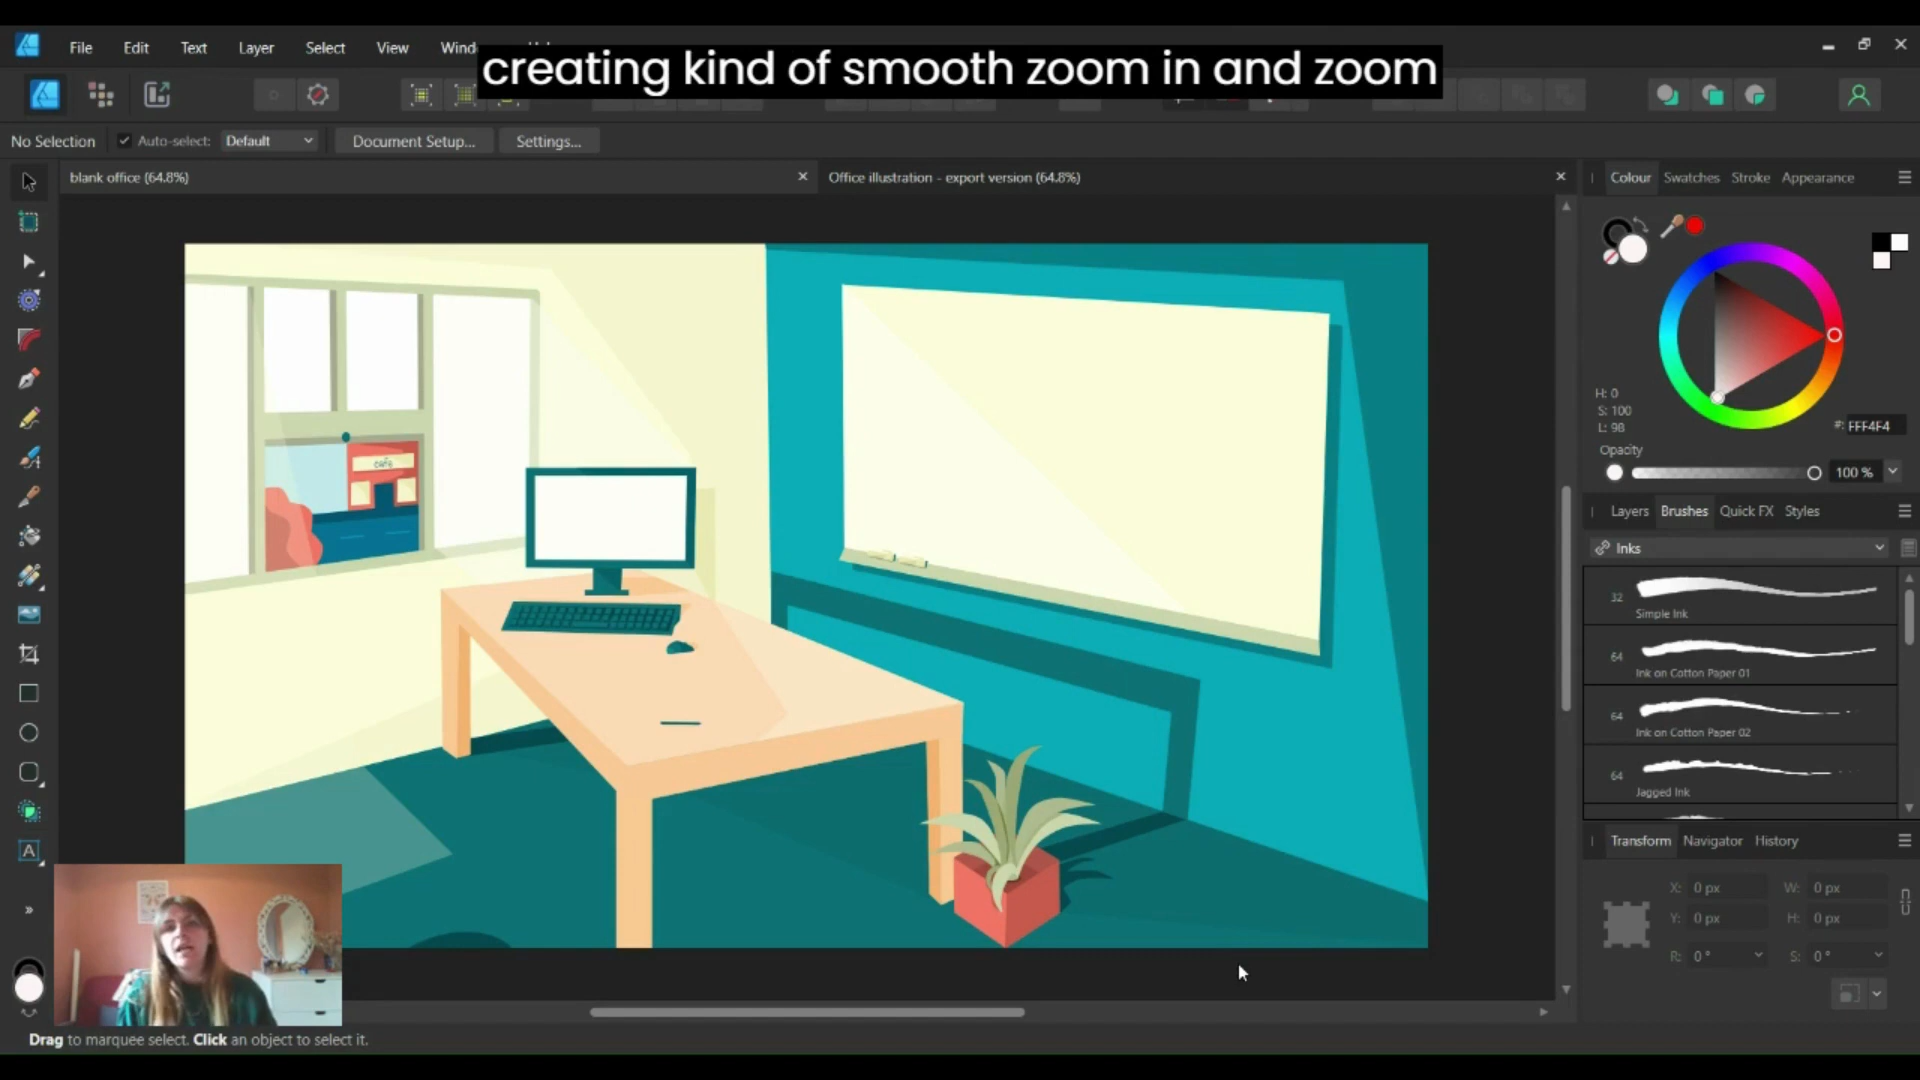 File Edit Text Layer Select View
creating kind of smooth zoom in and zoom
No Selection Auto-select: Default Document Setup... Settings...
blank office (64.8%) Office illustration - export version (64.8%)
Colour Swatches Stroke Appearance
H: 0
S: 100
L: 98
#: FFF4F4
Opacity
100 %
Layers Brushes Quick FX Styles
Inks
32
Simple Ink
64
Ink on Cotton Paper 01
64
Ink on Cotton Paper 02
64
Jagged Ink
cafe
Transform Navigator History
X: 0 px W: 0 px
Y: 0 px H: 0 px
R: 0 ° S: 0 °
A
Drag to marquee select. Click an object to select it.